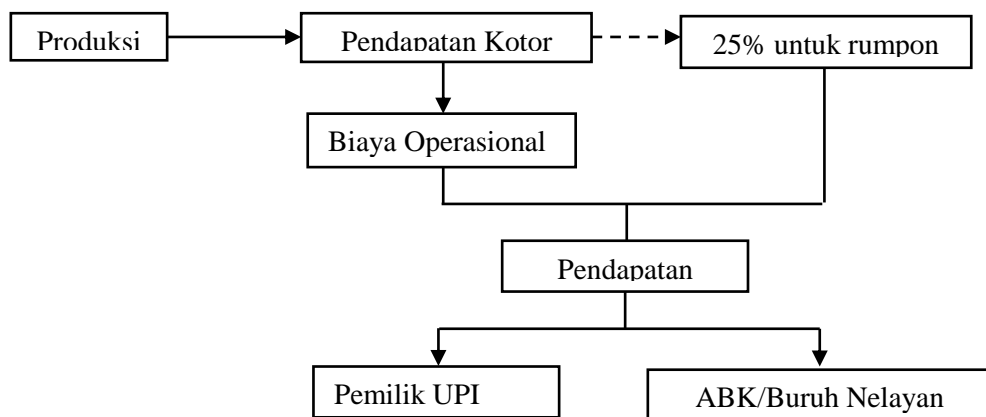 Produksi
Pendapatan Kotor
25% untuk rumpon
Biaya Operasional
Pendapatan
Pemilik UPI
ABK/Buruh Nelayan